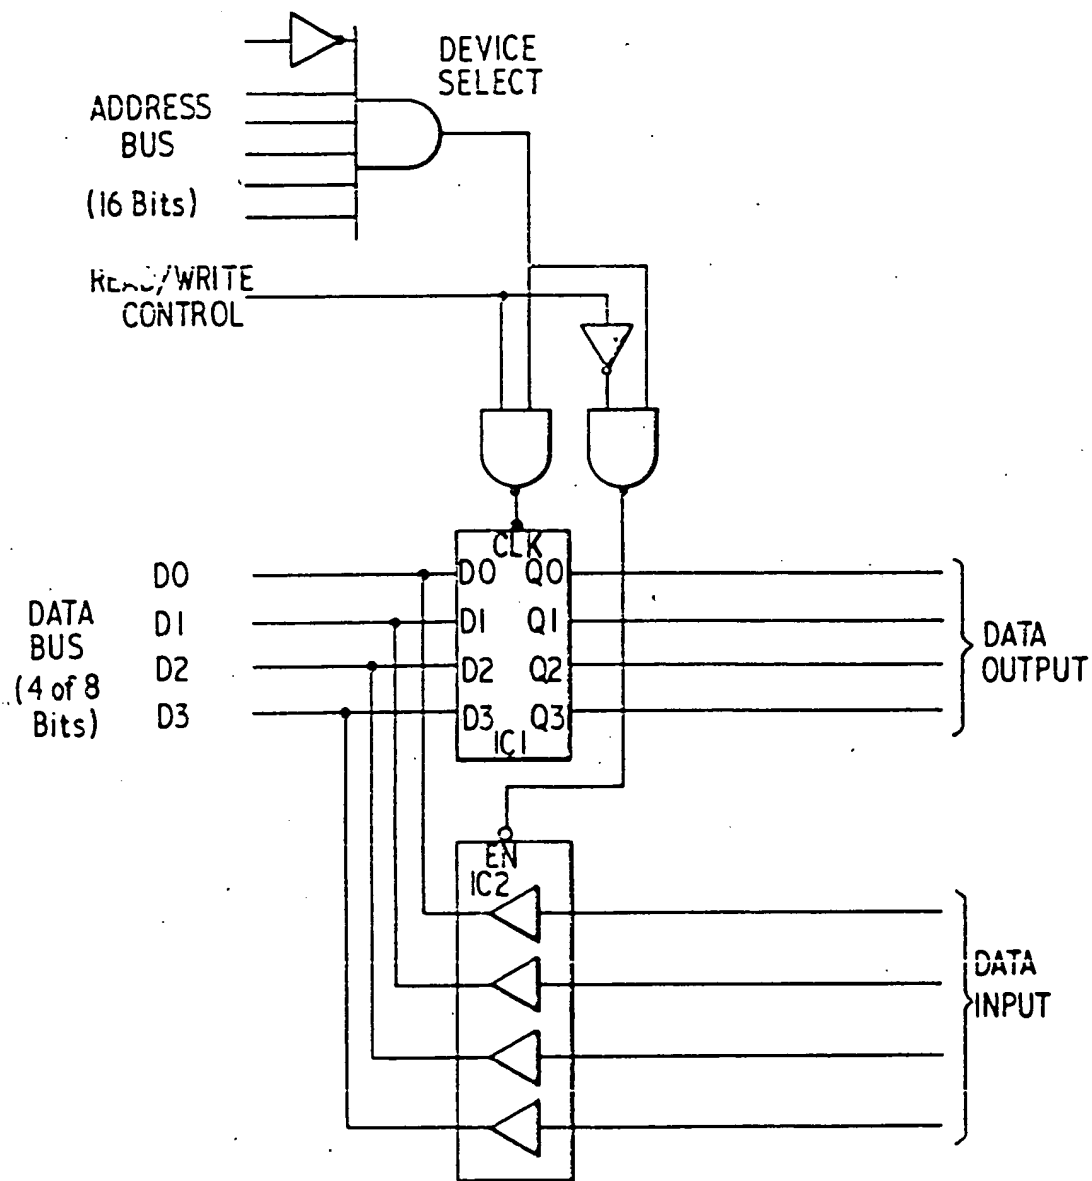 DEVICE
SELECT
ADDRESS
BUS
(16 Bits)
READ/WRITE
CONTROL
CLK
D0
D0
Q0
DATA
BUS
(4 of 8
Bits)
D1
D1
Q1
D2
D2
Q2
D3
D3
Q3
IC1
DATA
OUTPUT
EN
IC2
DATA
INPUT